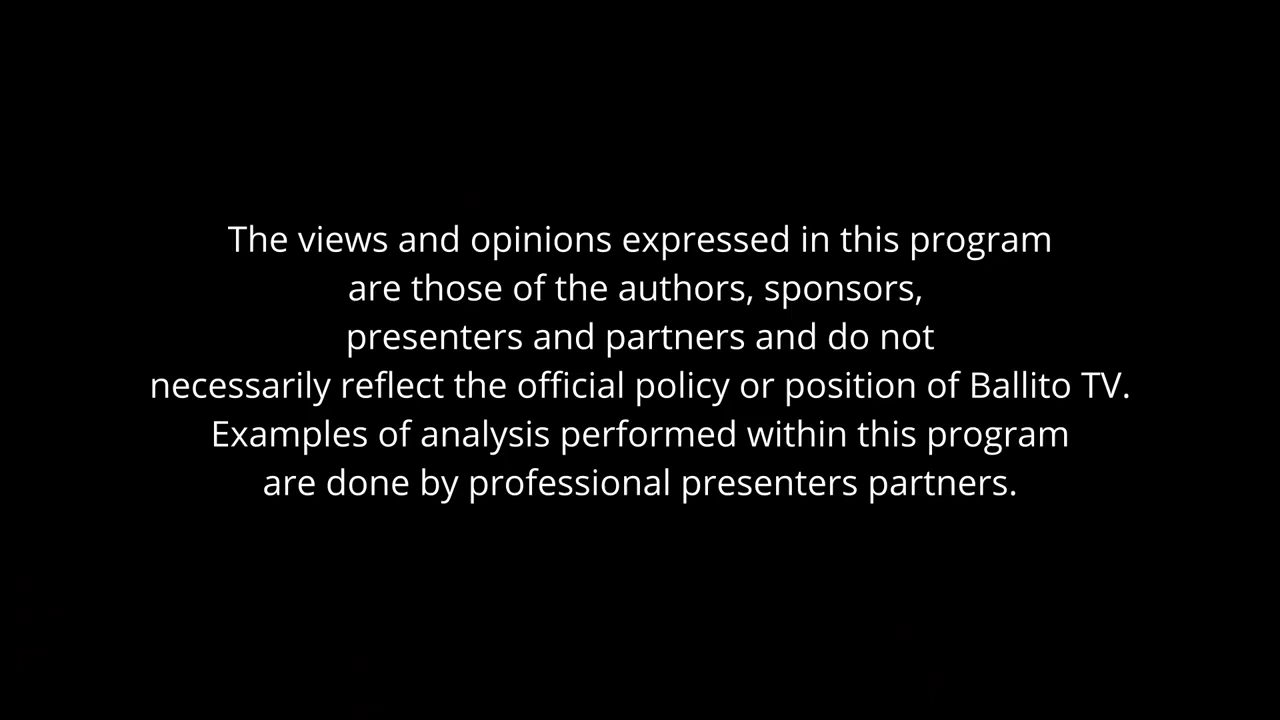 The views and opinions expressed in this program
are those of the authors, sponsors,
presenters and partners and do not
necessarily reflect the official policy or position of Ballito TV.
Examples of analysis performed within this program
are done by professional presenters partners.